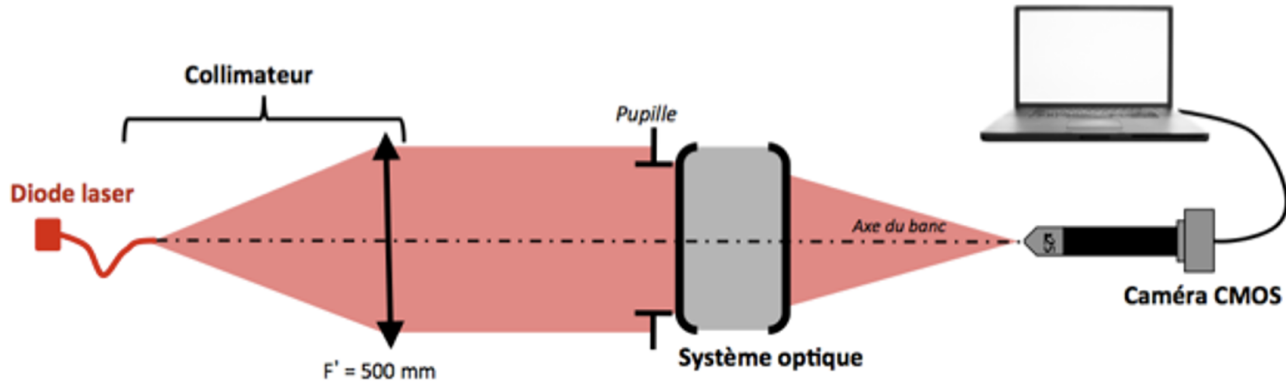 Collimateur
Pupille
Diode laser
Axe du banc
Caméra CMOS
Système optique
F' = 500 mm